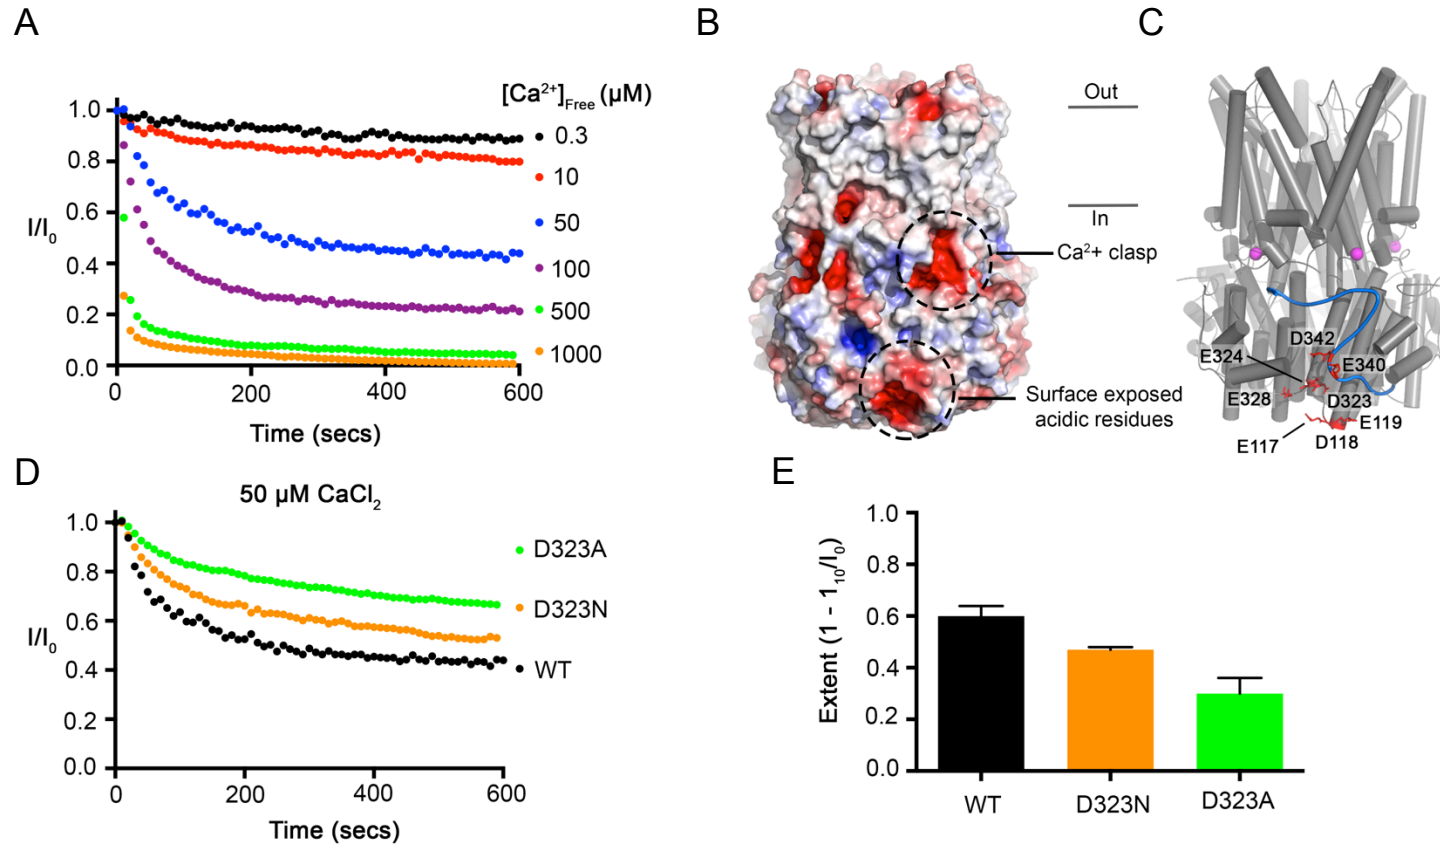 A
[Ca²⁺]Free (µM)
1.0
0.8
0.6
0.4
0.2
0.0
I/I₀
0
200
400
600
Time (secs)
0.3
10
50
100
500
1000
B
Out
In
Ca²+ clasp
Surface exposed
acidic residues
C
D342
E324
E340
E328
D323
E119
E117
D118
D
50 µM CaCl₂
1.0
0.8
0.6
0.4
0.2
0.0
I/I₀
0
200
400
600
Time (secs)
D323A
D323N
WT
E
1.0
0.8
0.6
0.4
0.2
0.0
Extent (1 - 1₁₀/I₀)
WT
D323N
D323A